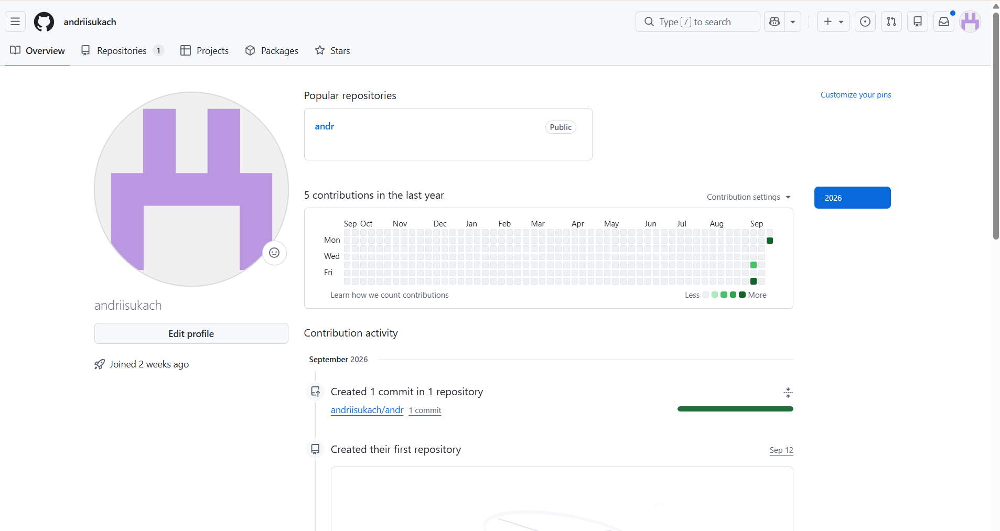 andriisukach
Type / to search
Overview
Repositories 1
Projects
Packages
Stars
Popular repositories
Customize your pins
andr
Public
5 contributions in the last year
Contribution settings
2026
Sep Oct Nov Dec Jan Feb Mar Apr May Jun Jul Aug Sep
Mon
Wed
Fri
Learn how we count contributions
Less More
andriisukach
Edit profile
Joined 2 weeks ago
Contribution activity
September 2026
Created 1 commit in 1 repository
andriisukach/andr 1 commit
Created their first repository
Sep 12